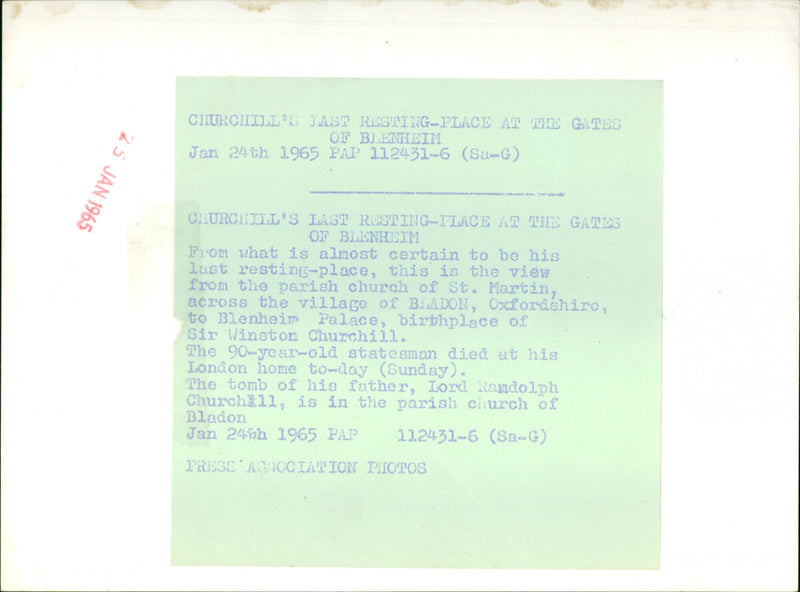 CHURCHILL'S LAST RESTING-PLACE AT THE GATES
OF BLENHEIM
Jan 24th 1965 PAP 112431-6 (Sa-G)
CHURCHILL'S LAST RESTING-PLACE AT THE GATES
OF BLENHEIM
From what is almost certain to be his
last resting-place, this is the view
from the parish church of St. Martin,
across the village of BLADON, Oxfordshire,
to Blenheim Palace, birthplace of
Sir Winston Churchill.
The 90-year-old statesman died at his
London home to-day (Sunday).
The tomb of his father, Lord Randolph
Churchill, is in the parish church of
Bladon
Jan 24th 1965 PAP 112431-6 (Sa-G)
PRESS ASSOCIATION PHOTOS
25 JAN 1965